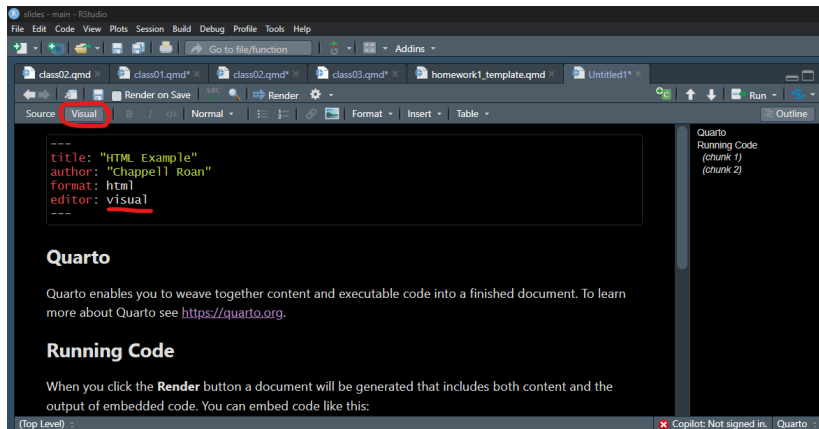 slides - main - RStudio
File Edit Code View Plots Session Build Debug Profile Tools Help
Go to file/function Addins
class02.qmd class01.qmd* class02.qmd* class03.qmd* homework1_template.qmd Untitled1*
Render on Save ABC Render Run
Source Visual B I </> Normal Format Insert Table Outline
---
title: "HTML Example"
author: "Chappell Roan"
format: html
editor: visual
---
Quarto
Quarto enables you to weave together content and executable code into a finished document. To learn
more about Quarto see https://quarto.org.
Running Code
When you click the Render button a document will be generated that includes both content and the
output of embedded code. You can embed code like this:
Quarto
Running Code
(chunk 1)
(chunk 2)
(Top Level) Copilot: Not signed in. Quarto